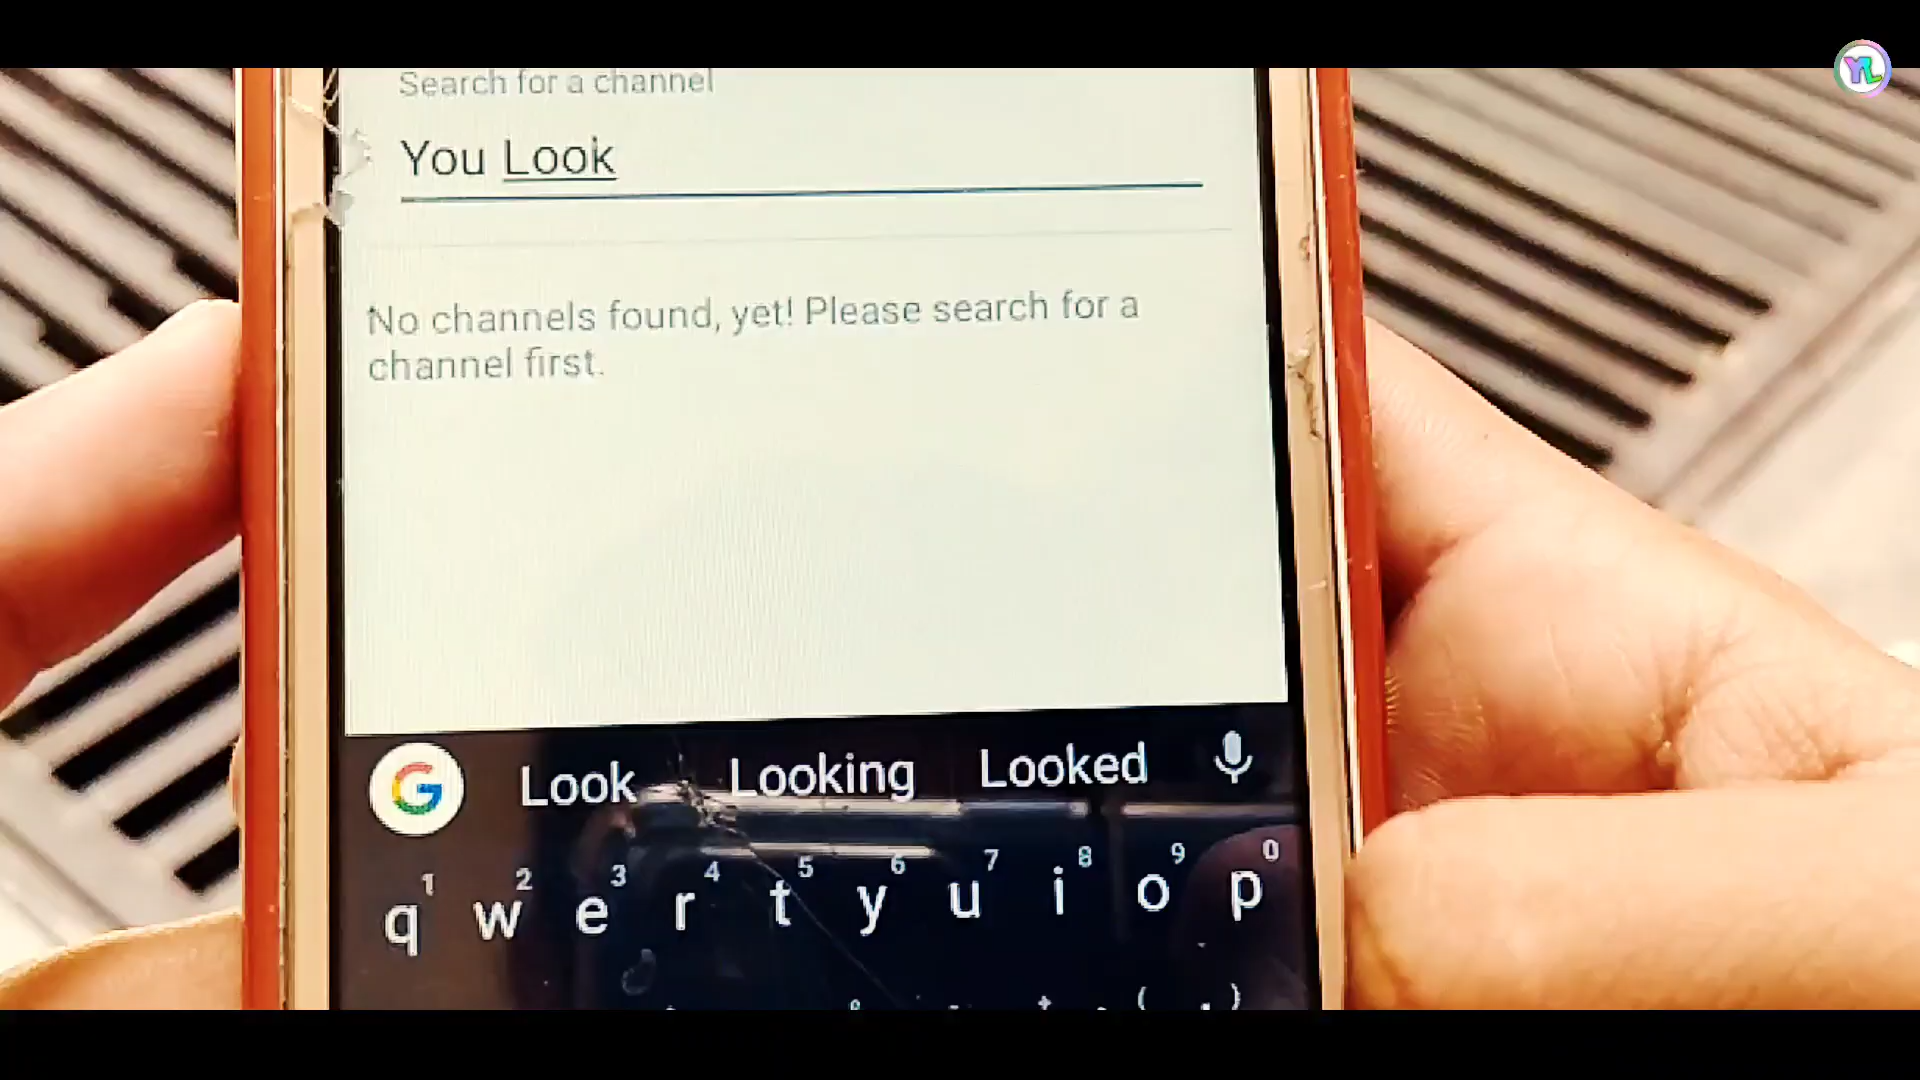 YL
Search for a channel
You Look
No channels found, yet! Please search for a
channel first.
G Look Looking Looked
1 2 3 4 5 6 7 8 9 0
q w e r t y u i o p